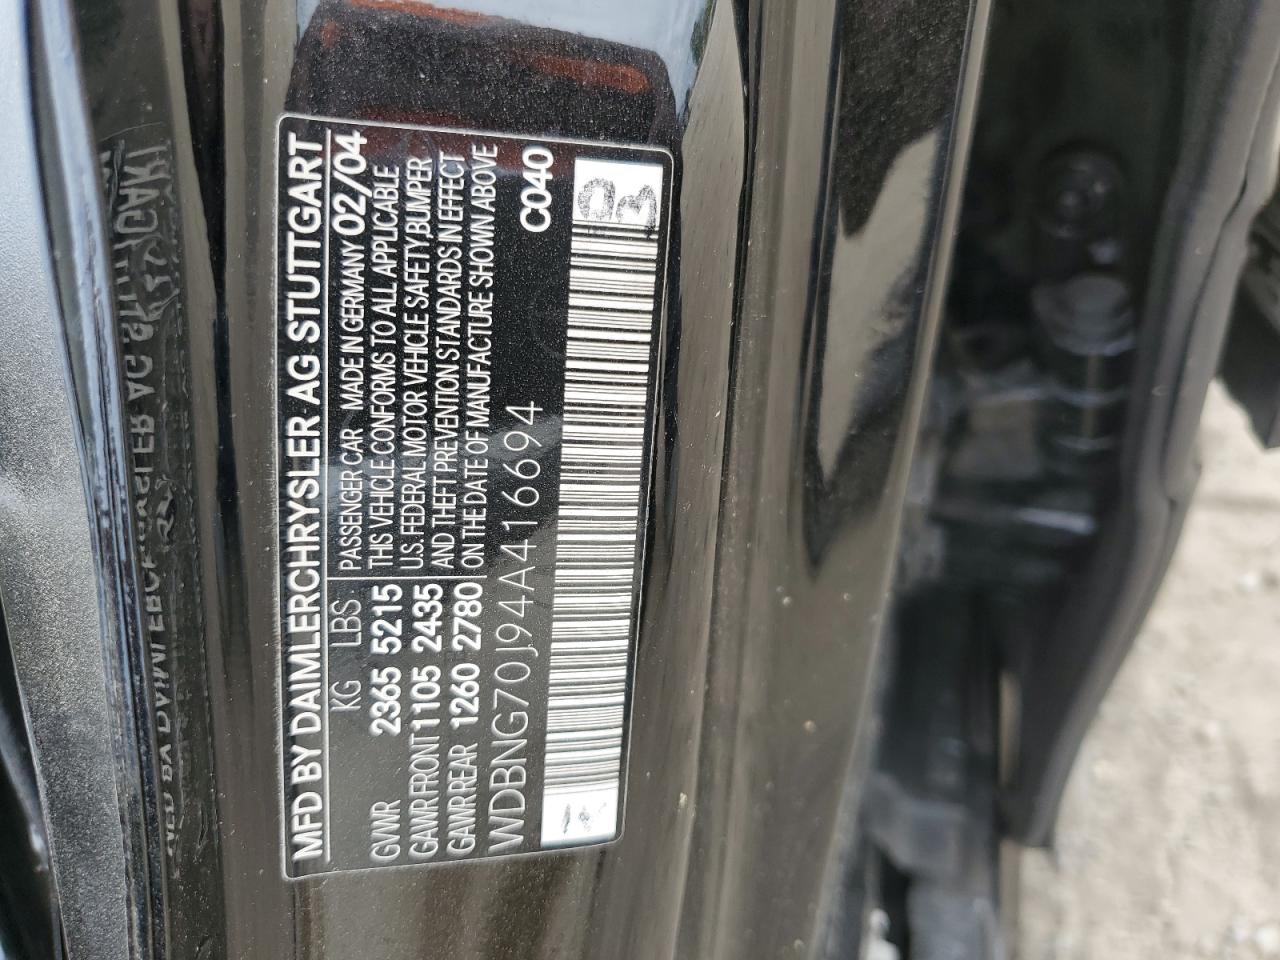 MFD BY DAIMLERCHRYSLER AG STUTTGART
KG LBS PASSENGER CAR MADE IN GERMANY 02/04
GVWR 2365 5215 THIS VEHICLE CONFORMS TO ALL APPLICABLE
GAWR FRONT 1105 2435 U.S. FEDERAL MOTOR VEHICLE SAFETY,BUMPER
GAWR REAR 1260 2780 AND THEFT PREVENTION STANDARDS IN EFFECT
ON THE DATE OF MANUFACTURE SHOWN ABOVE
WDBNG70J94A416694 C040